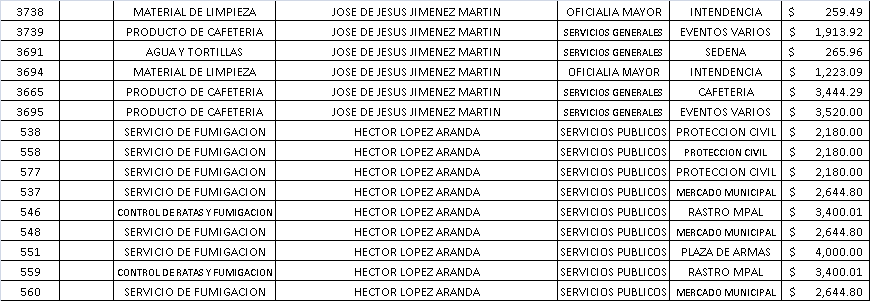 3738 MATERIAL DE LIMPIEZA JOSE DE JESUS JIMENEZ MARTIN OFICIALIA MAYOR INTENDENCIA $ 259.49
3739 PRODUCTO DE CAFETERIA JOSE DE JESUS JIMENEZ MARTIN SERVICIOS GENERALES EVENTOS VARIOS $ 1,913.92
3691 AGUA Y TORTILLAS JOSE DE JESUS JIMENEZ MARTIN SERVICIOS GENERALES SEDENA $ 265.96
3694 MATERIAL DE LIMPIEZA JOSE DE JESUS JIMENEZ MARTIN OFICIALIA MAYOR INTENDENCIA $ 1,223.09
3665 PRODUCTO DE CAFETERIA JOSE DE JESUS JIMENEZ MARTIN SERVICIOS GENERALES CAFETERIA $ 3,444.29
3695 PRODUCTO DE CAFETERIA JOSE DE JESUS JIMENEZ MARTIN SERVICIOS GENERALES EVENTOS VARIOS $ 3,520.00
538 SERVICIO DE FUMIGACION HECTOR LOPEZ ARANDA SERVICIOS PUBLICOS PROTECCION CIVIL $ 2,180.00
558 SERVICIO DE FUMIGACION HECTOR LOPEZ ARANDA SERVICIOS PUBLICOS PROTECCION CIVIL $ 2,180.00
577 SERVICIO DE FUMIGACION HECTOR LOPEZ ARANDA SERVICIOS PUBLICOS PROTECCION CIVIL $ 2,180.00
537 SERVICIO DE FUMIGACION HECTOR LOPEZ ARANDA SERVICIOS PUBLICOS MERCADO MUNICIPAL $ 2,644.80
546 CONTROL DE RATAS Y FUMIGACION HECTOR LOPEZ ARANDA SERVICIOS PUBLICOS RASTRO MPAL $ 3,400.01
548 SERVICIO DE FUMIGACION HECTOR LOPEZ ARANDA SERVICIOS PUBLICOS MERCADO MUNICIPAL $ 2,644.80
551 SERVICIO DE FUMIGACION HECTOR LOPEZ ARANDA SERVICIOS PUBLICOS PLAZA DE ARMAS $ 4,000.00
559 CONTROL DE RATAS Y FUMIGACION HECTOR LOPEZ ARANDA SERVICIOS PUBLICOS RASTRO MPAL $ 3,400.01
560 SERVICIO DE FUMIGACION HECTOR LOPEZ ARANDA SERVICIOS PUBLICOS MERCADO MUNICIPAL $ 2,644.80